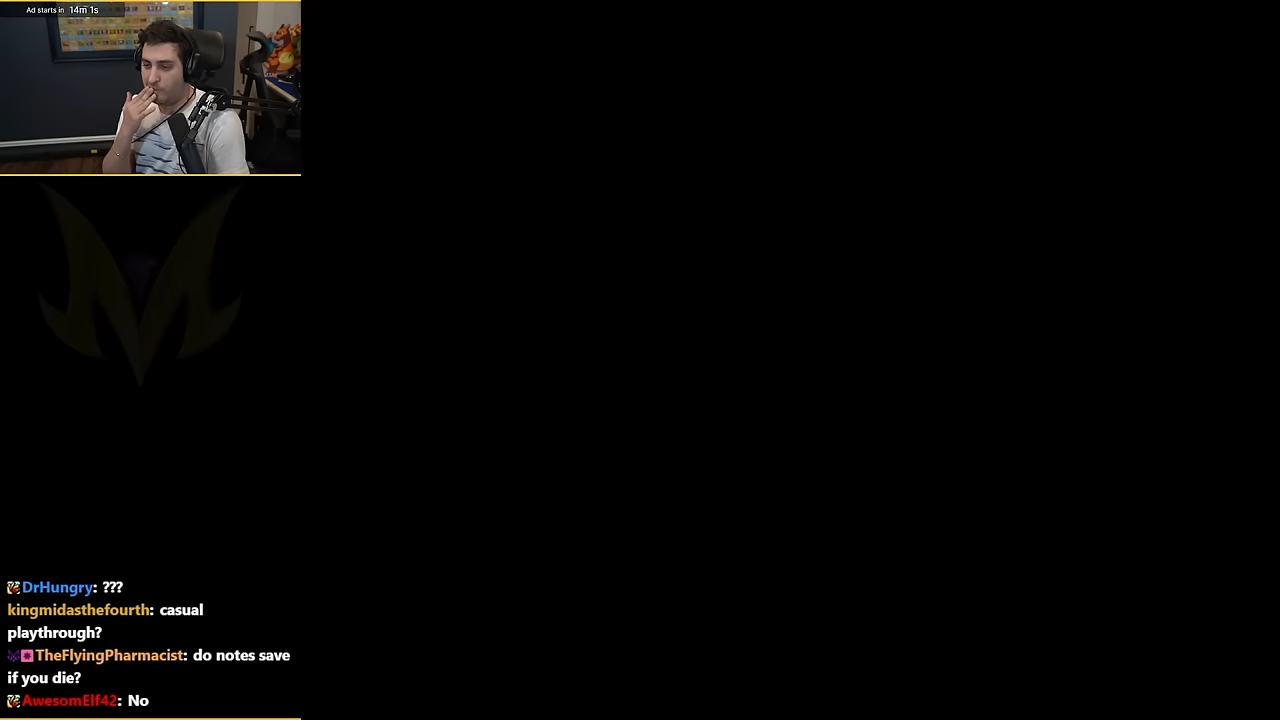 Ad starts in 14m 1s
DrHungry: ???
kingmidasthefourth: casual
playthrough?
TheFlyingPharmacist: do notes save
if you die?
AwesomElf42: No